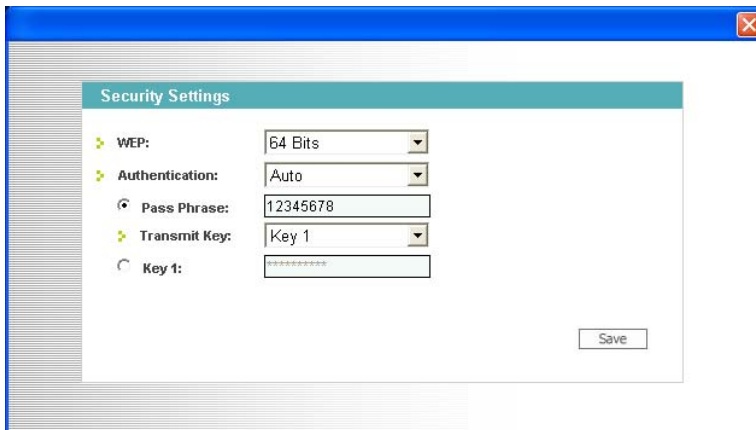 Security Settings
WEP: 64 Bits
Authentication: Auto
Pass Phrase: 12345678
Transmit Key: Key 1
Key 1: **********
Save